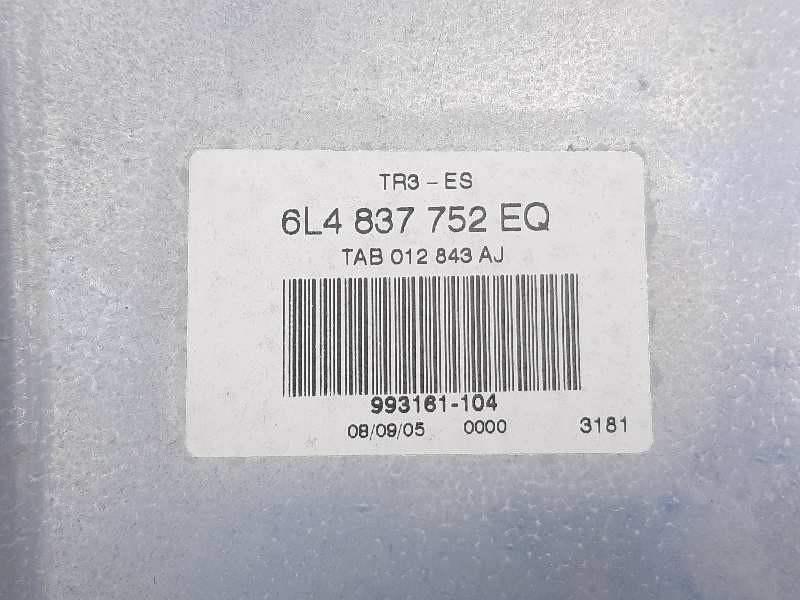 TR3 - ES
6L4 837 752 EQ
TAB 012 843 AJ
993161-104
08/09/05 0000 3181